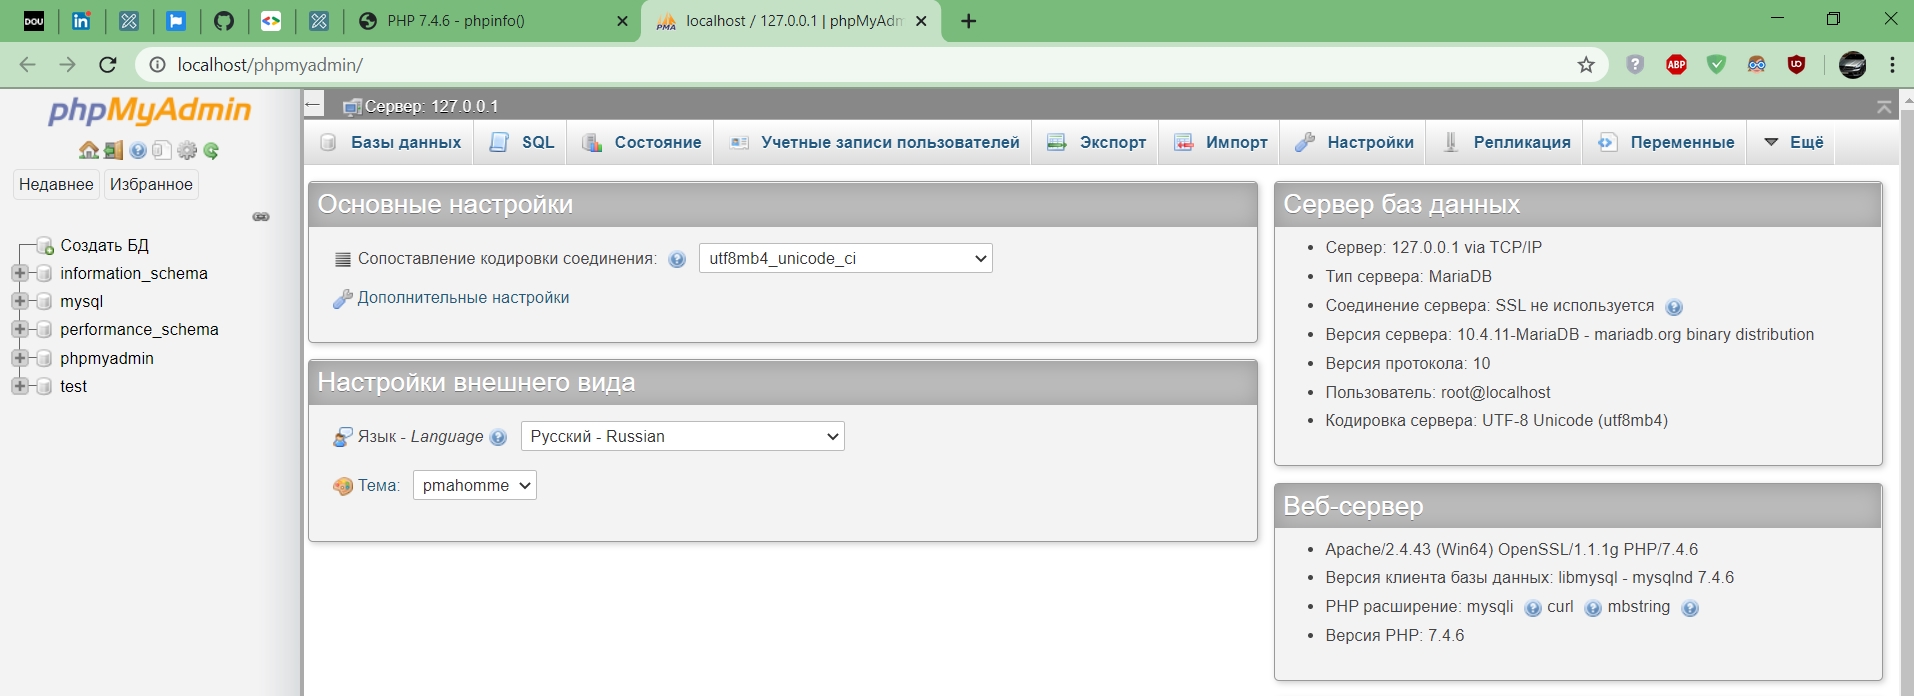 DOU
in
PHP 7.4.6 - phpinfo()
PMA
localhost / 127.0.0.1 | phpMyAdm
localhost/phpmyadmin/
ABP
phpMyAdmin
Недавнее
Избранное
Создать БД
information_schema
mysql
performance_schema
phpmyadmin
test
Сервер: 127.0.0.1
Базы данных
SQL
Состояние
Учетные записи пользователей
Экспорт
Импорт
Настройки
Репликация
Переменные
Ещё
Основные настройки
Сопоставление кодировки соединения:
utf8mb4_unicode_ci
Дополнительные настройки
Настройки внешнего вида
Язык - Language
Русский - Russian
Тема:
pmahomme
Сервер баз данных
Сервер: 127.0.0.1 via TCP/IP
Тип сервера: MariaDB
Соединение сервера: SSL не используется
Версия сервера: 10.4.11-MariaDB - mariadb.org binary distribution
Версия протокола: 10
Пользователь: root@localhost
Кодировка сервера: UTF-8 Unicode (utf8mb4)
Веб-сервер
Apache/2.4.43 (Win64) OpenSSL/1.1.1g PHP/7.4.6
Версия клиента базы данных: libmysql - mysqlnd 7.4.6
PHP расширение: mysqli curl mbstring
Версия PHP: 7.4.6